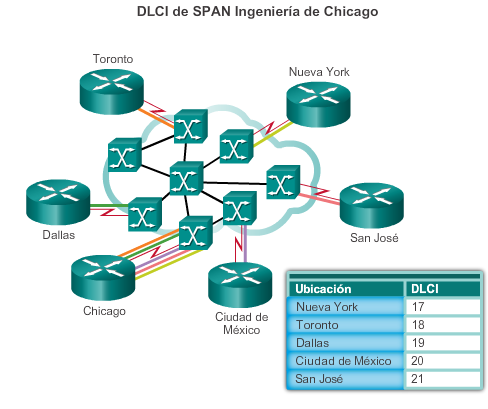 DLCI de SPAN Ingeniería de Chicago
Toronto
Nueva York
Dallas
San José
Chicago
Ciudad de
México
Ubicación DLCI
Nueva York 17
Toronto 18
Dallas 19
Ciudad de México 20
San José 21